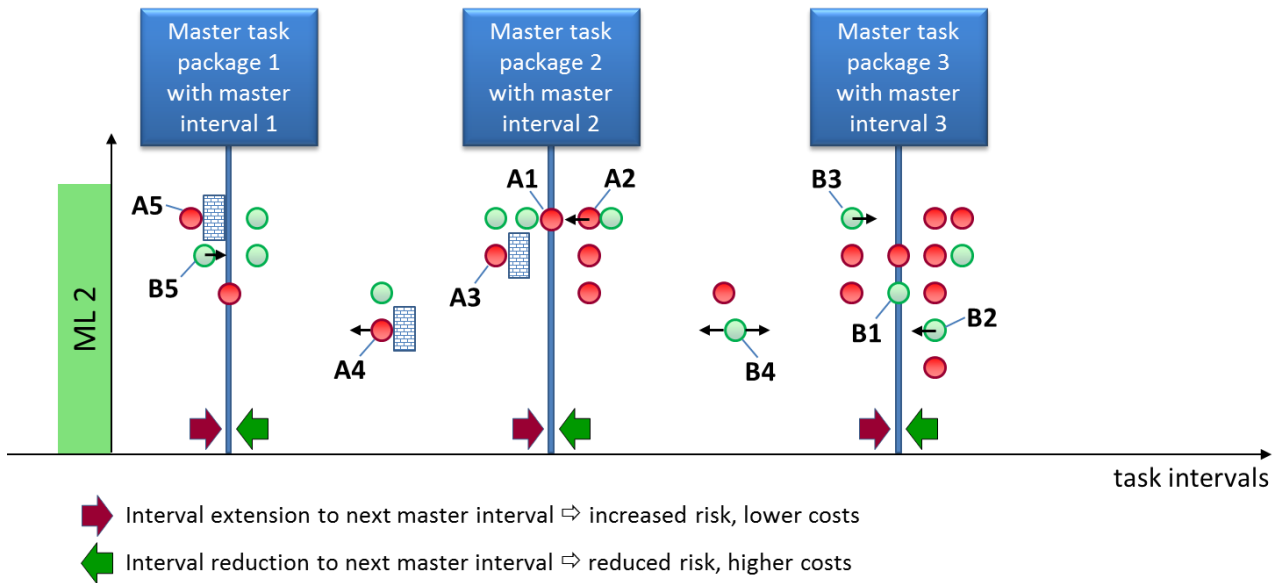 Master task
package 1
with master
interval 1
Master task
package 2
with master
interval 2
Master task
package 3
with master
interval 3
A5
B5
A4
A3
A1
A2
B4
B3
B1
B2
ML 2
task intervals
Interval extension to next master interval ⇨ increased risk, lower costs
Interval reduction to next master interval ⇨ reduced risk, higher costs